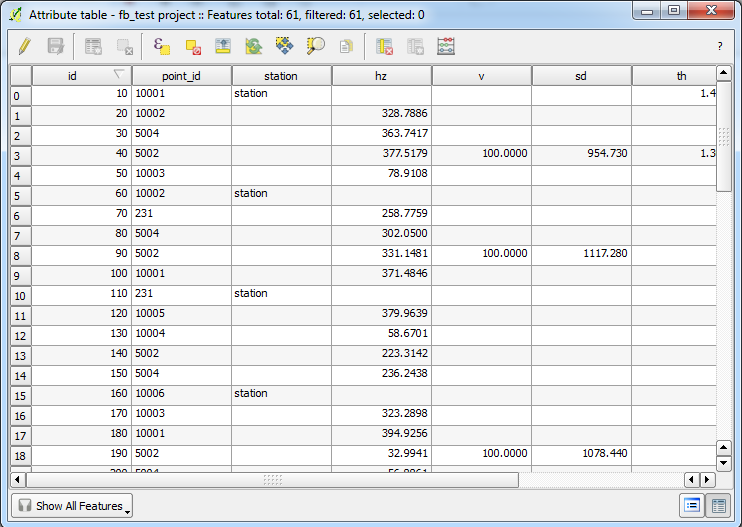 Attribute table - fb_test project :: Features total: 61, filtered: 61, selected: 0
?
id point_id station hz v sd th
0 10 10001 station 1.4
1 20 10002 328.7886
2 30 5004 363.7417
3 40 5002 377.5179 100.0000 954.730 1.3
4 50 10003 78.9108
5 60 10002 station
6 70 231 258.7759
7 80 5004 302.0500
8 90 5002 331.1481 100.0000 1117.280
9 100 10001 371.4846
10 110 231 station
11 120 10005 379.9639
12 130 10004 58.6701
13 140 5002 223.3142
14 150 5004 236.2438
15 160 10006 station
16 170 10003 323.2898
17 180 10001 394.9256
18 190 5002 32.9941 100.0000 1078.440
Show All Features